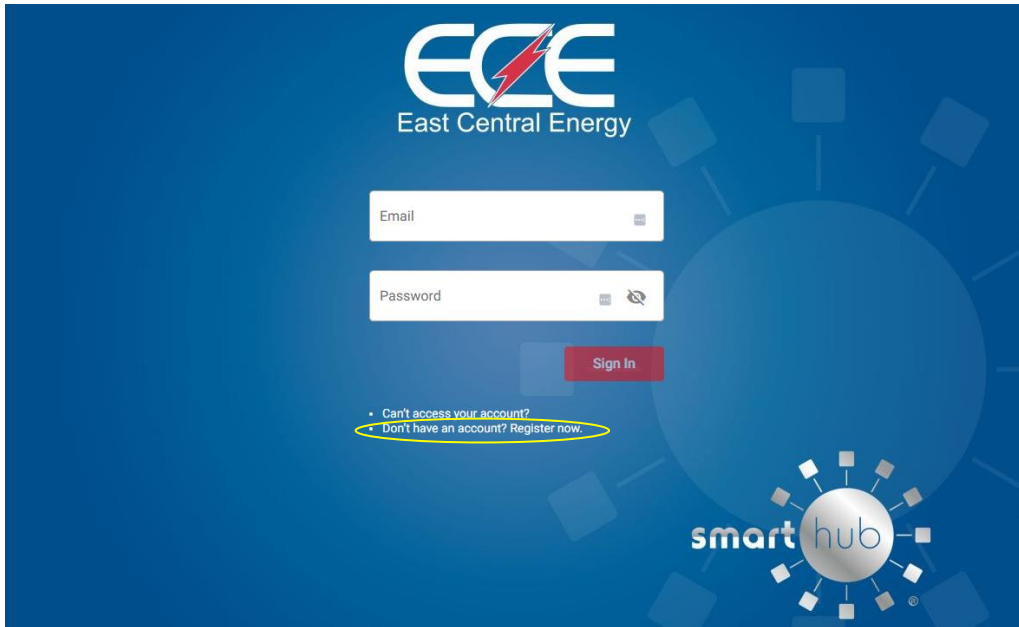 ECE
East Central Energy
Email
Password
Sign In
• Can't access your account?
• Don't have an account? Register now.
smart hub
®